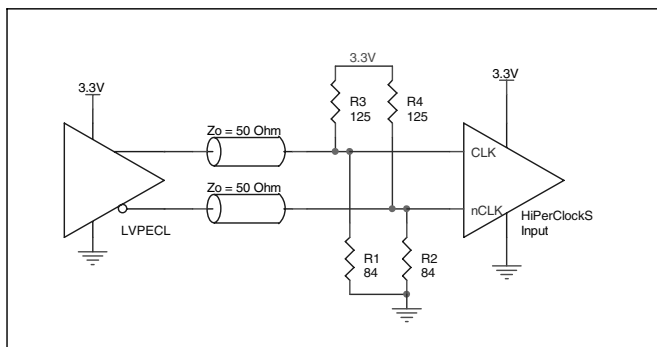 3.3V
3.3V
3.3V
R3
125
R4
125
Zo = 50 Ohm
CLK
Zo = 50 Ohm
nCLK
HiPerClockS
Input
LVPECL
R1
84
R2
84